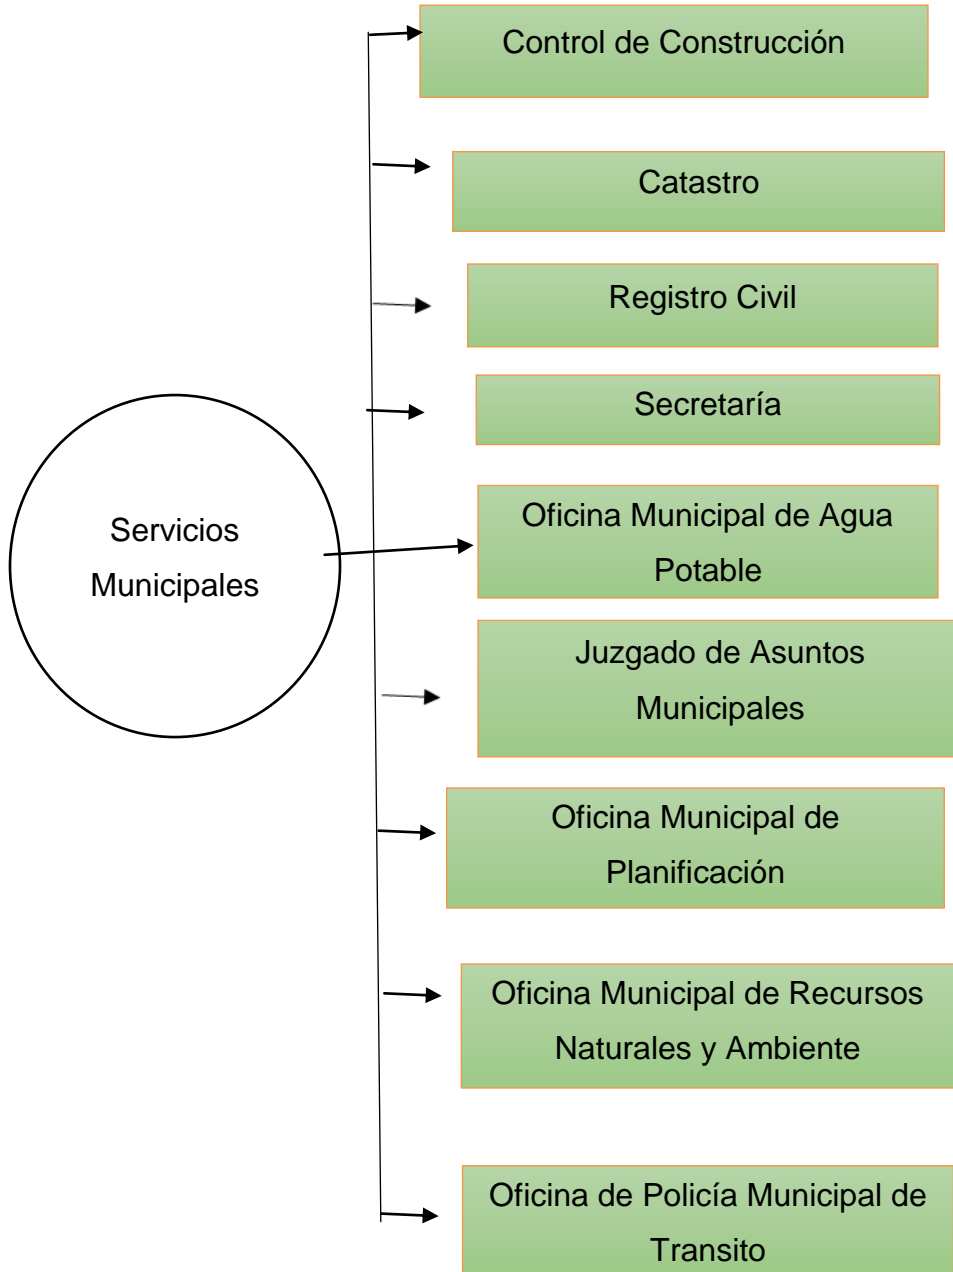 Control de Construcción
Catastro
Registro Civil
Secretaría
Servicios
Municipales
Oficina Municipal de Agua
Potable
Juzgado de Asuntos
Municipales
Oficina Municipal de
Planificación
Oficina Municipal de Recursos
Naturales y Ambiente
Oficina de Policía Municipal de
Transito